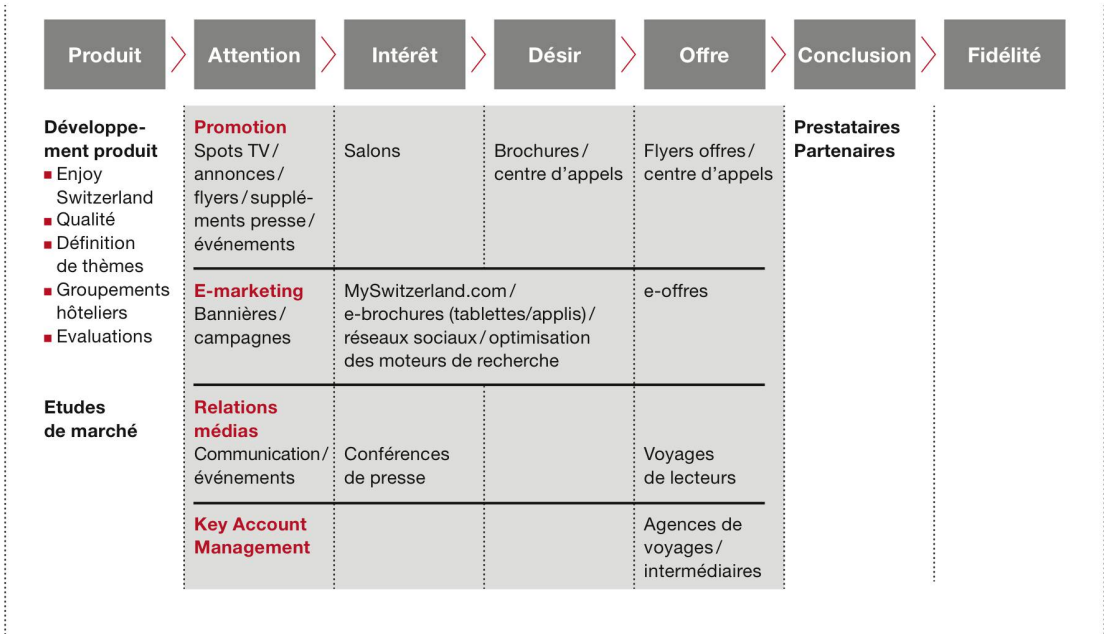 Produit
Attention
Intérêt
Désir
Offre
Conclusion
Fidélité
Développe-
ment produit
Enjoy
Switzerland
Qualité
Définition
de thèmes
Groupements
hôteliers
Evaluations
Etudes
de marché
Promotion
Spots TV /
annonces /
flyers / supplé-
ments presse /
événements
Salons
Brochures /
centre d’appels
Flyers offres /
centre d’appels
Prestataires
Partenaires
E-marketing
Bannières /
campagnes
MySwitzerland.com /
e-brochures (tablettes/applis) /
réseaux sociaux / optimisation
des moteurs de recherche
e-offres
Relations
médias
Communication /
événements
Conférences
de presse
Voyages
de lecteurs
Key Account
Management
Agences de
voyages /
intermédiaires